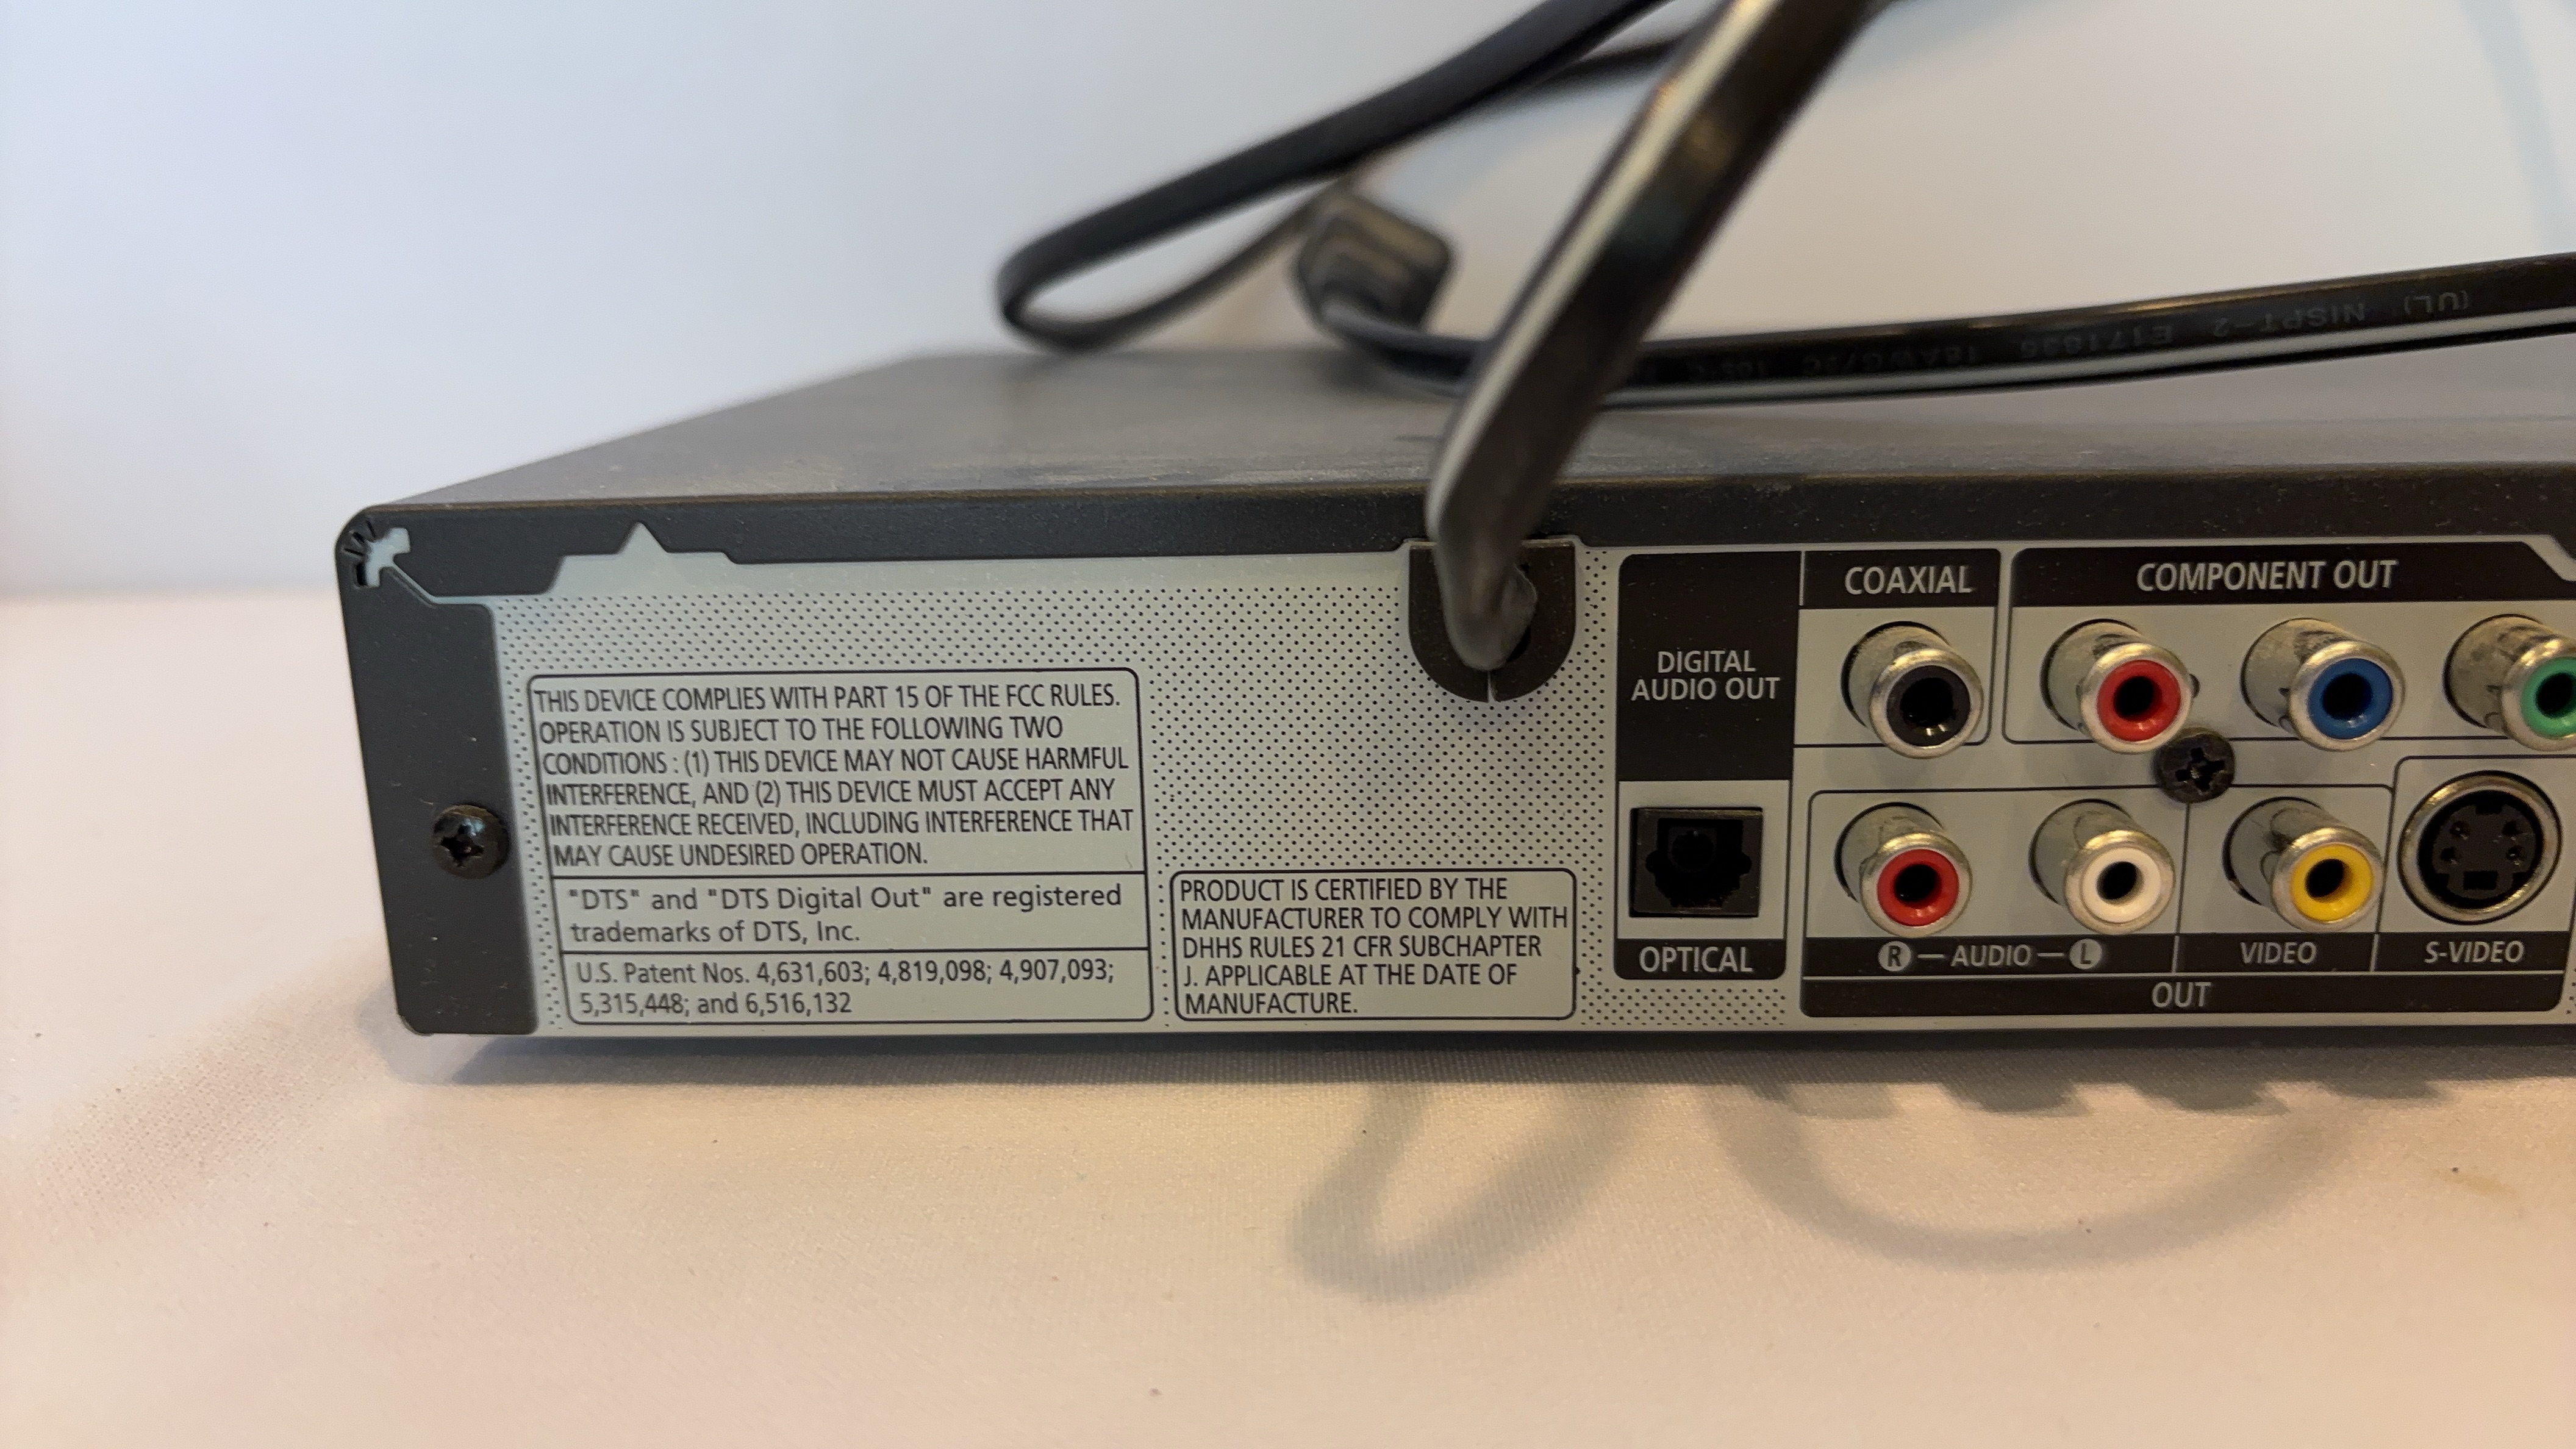 (UL) NISPT-2 E171835 18AWG/2C 105°C
THIS DEVICE COMPLIES WITH PART 15 OF THE FCC RULES.
OPERATION IS SUBJECT TO THE FOLLOWING TWO
CONDITIONS : (1) THIS DEVICE MAY NOT CAUSE HARMFUL
INTERFERENCE, AND (2) THIS DEVICE MUST ACCEPT ANY
INTERFERENCE RECEIVED, INCLUDING INTERFERENCE THAT
MAY CAUSE UNDESIRED OPERATION.
"DTS" and "DTS Digital Out" are registered
trademarks of DTS, Inc.
U.S. Patent Nos. 4,631,603; 4,819,098; 4,907,093;
5,315,448; and 6,516,132
PRODUCT IS CERTIFIED BY THE
MANUFACTURER TO COMPLY WITH
DHHS RULES 21 CFR SUBCHAPTER
J. APPLICABLE AT THE DATE OF
MANUFACTURE.
DIGITAL
AUDIO OUT
OPTICAL
COAXIAL
COMPONENT OUT
R — AUDIO — L
VIDEO
S-VIDEO
OUT